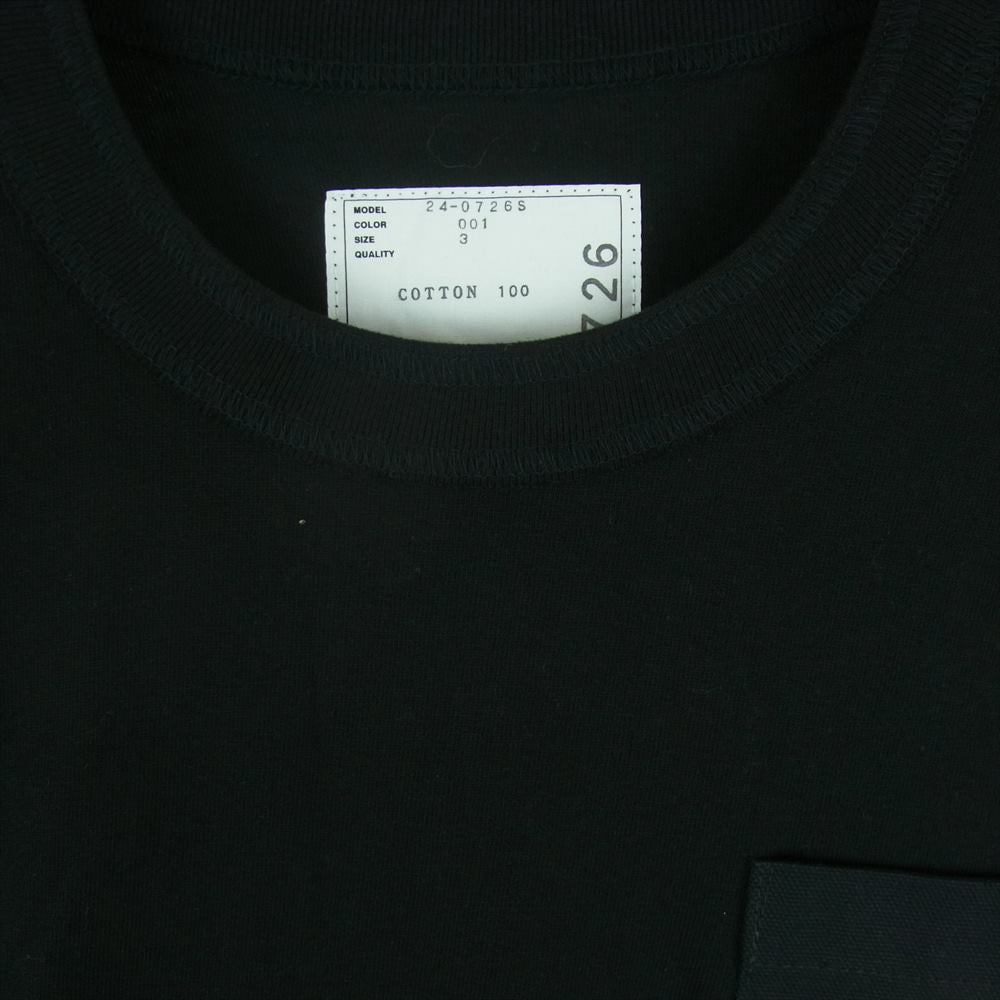 MODEL 24-0726S
COLOR 001
SIZE 3
QUALITY
COTTON 100
726